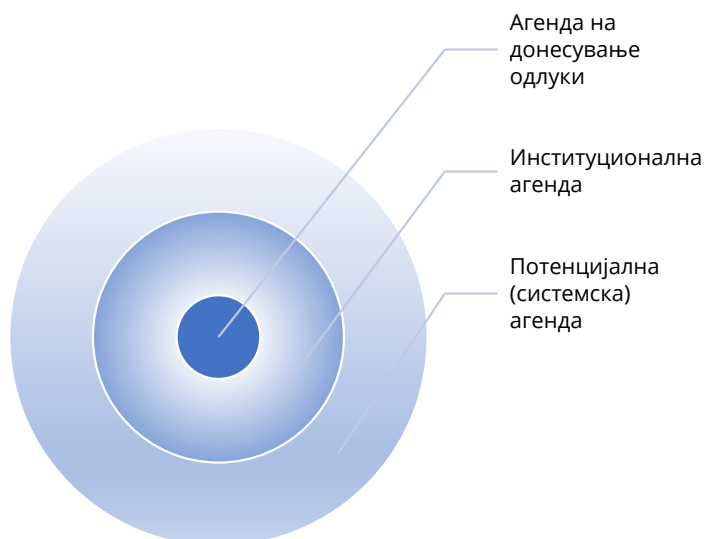 Агенда на
донесување
одлуки
Институционална
агенда
Потенцијална
(системска)
агенда